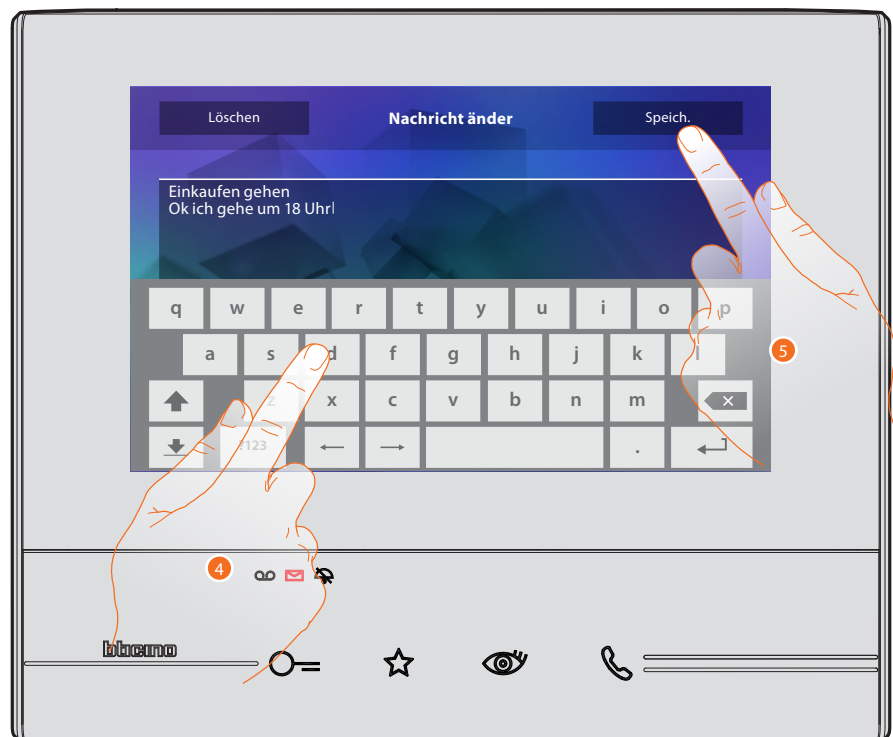 Löschen
Nachricht änder
Speich.
Einkaufen gehen
Ok ich gehe um 18 Uhr
q w e r t y u i o p
a s d f g h j k l
z x c v b n m
?123 .
5
4
bticino